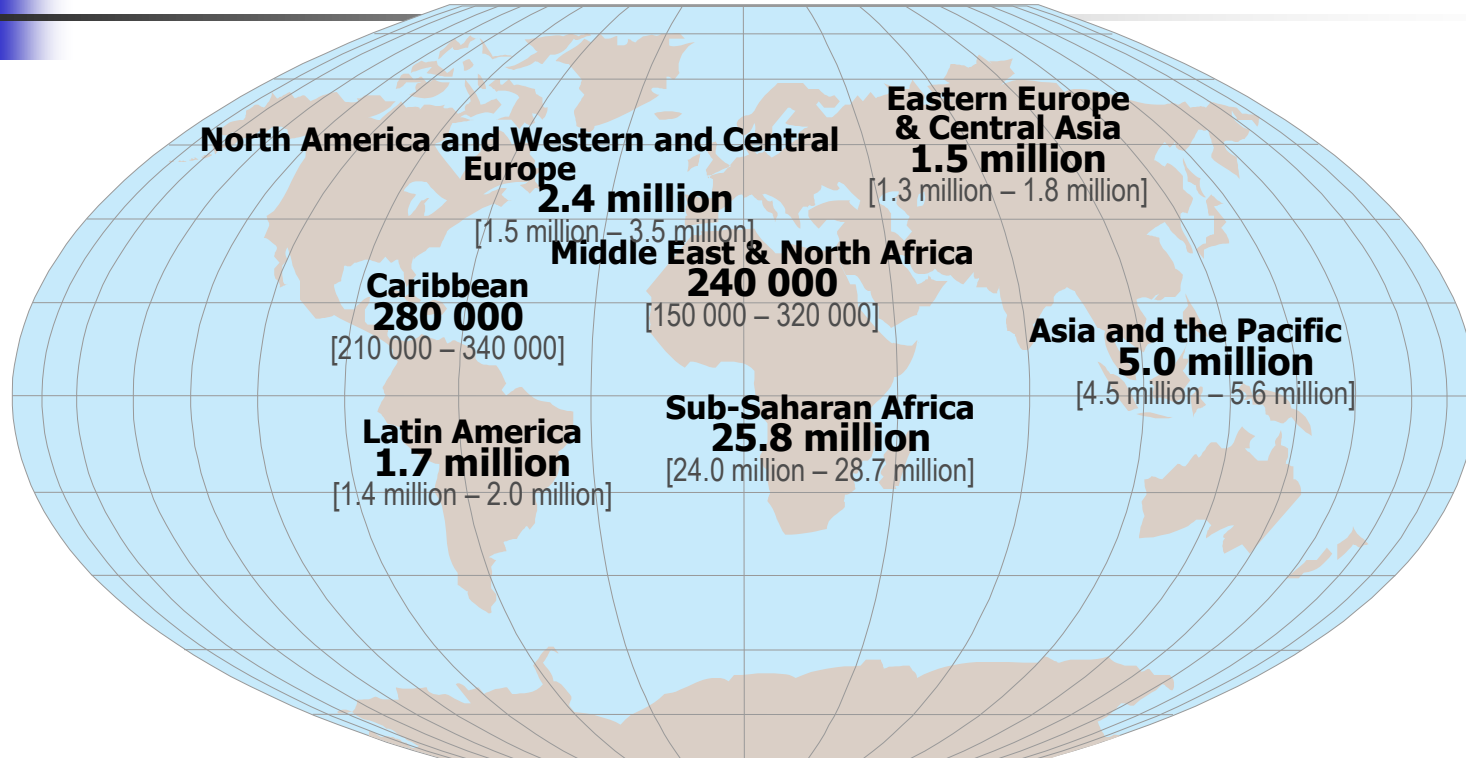 North America and Western and Central
Europe
2.4 million
[1.5 million – 3.5 million]
Eastern Europe
& Central Asia
1.5 million
[1.3 million – 1.8 million]
Middle East & North Africa
240 000
[150 000 – 320 000]
Caribbean
280 000
[210 000 – 340 000]
Asia and the Pacific
5.0 million
[4.5 million – 5.6 million]
Sub-Saharan Africa
25.8 million
[24.0 million – 28.7 million]
Latin America
1.7 million
[1.4 million – 2.0 million]